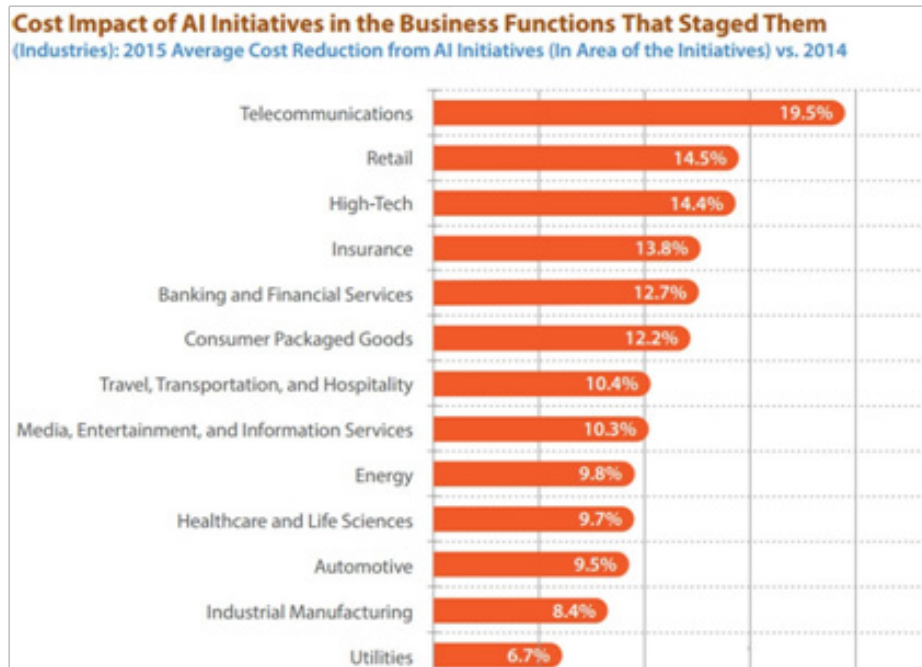 Cost Impact of AI Initiatives in the Business Functions That Staged Them
(Industries): 2015 Average Cost Reduction from AI Initiatives (In Area of the Initiatives) vs. 2014
Telecommunications 19.5%
Retail 14.5%
High-Tech 14.4%
Insurance 13.8%
Banking and Financial Services 12.7%
Consumer Packaged Goods 12.2%
Travel, Transportation, and Hospitality 10.4%
Media, Entertainment, and Information Services 10.3%
Energy 9.8%
Healthcare and Life Sciences 9.7%
Automotive 9.5%
Industrial Manufacturing 8.4%
Utilities 6.7%